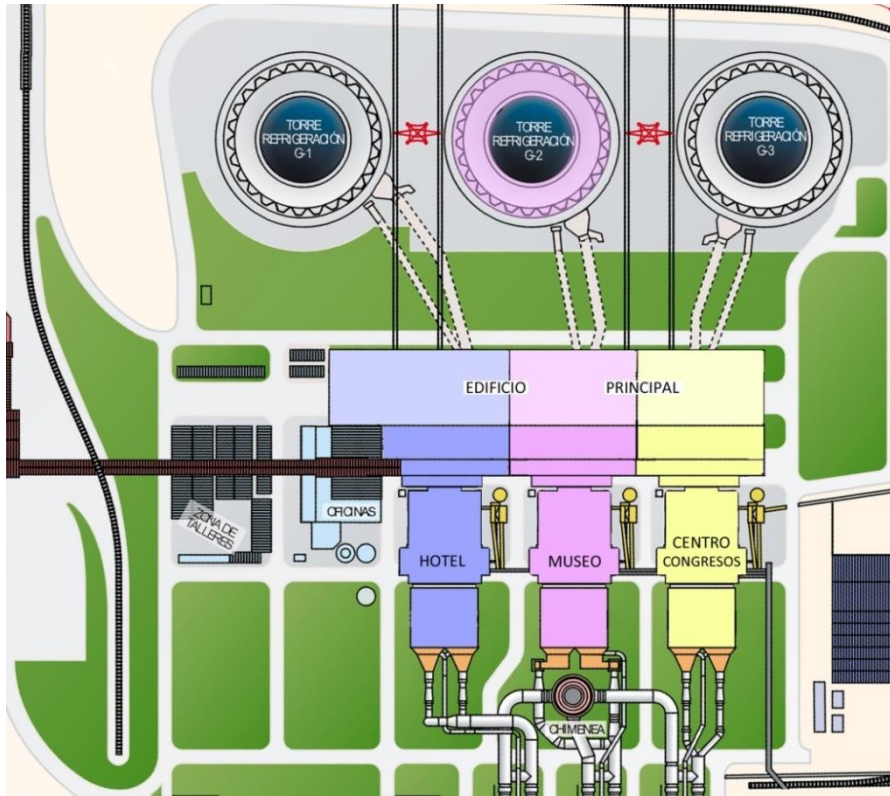 TORRE
REFRIGERACIÓN
G-1
TORRE
REFRIGERACIÓN
G-2
TORRE
REFRIGERACIÓN
G-3
EDIFICIO PRINCIPAL
OFICINAS
ZONA DE
TALLERES
HOTEL
MUSEO
CENTRO
CONGRESOS
CHIMENEA